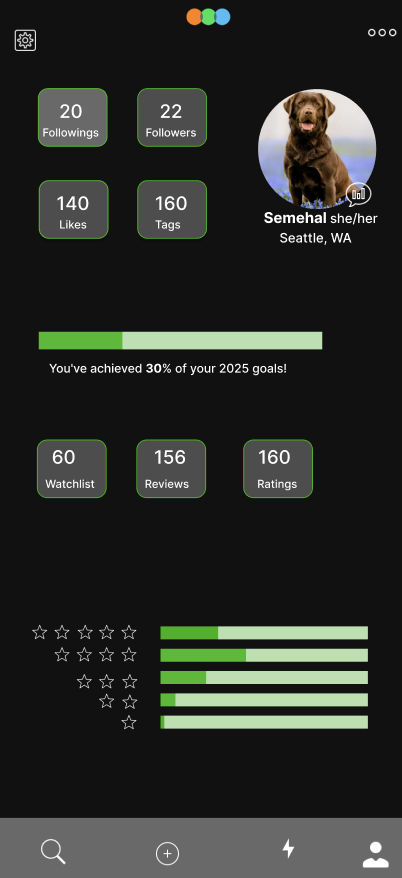 20
Followings
22
Followers
140
Likes
160
Tags
Semehal she/her
Seattle, WA
You've achieved 30% of your 2025 goals!
60
Watchlist
156
Reviews
160
Ratings